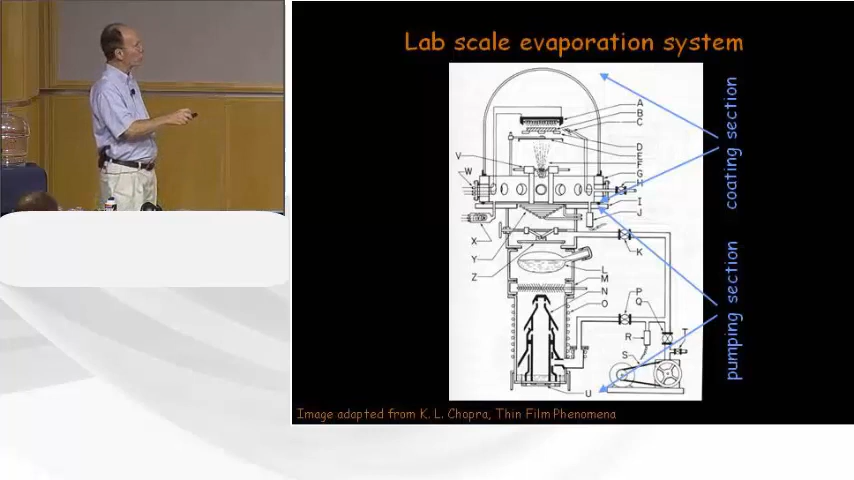 Lab scale evaporation system
A
B
C
D
E
F
G
H
I
J
K
L
M
N
O
P
Q
R
S
T
U
V
W
X
Y
Z
coating section
pumping section
Image adapted from K. L. Chopra, Thin Film Phenomena